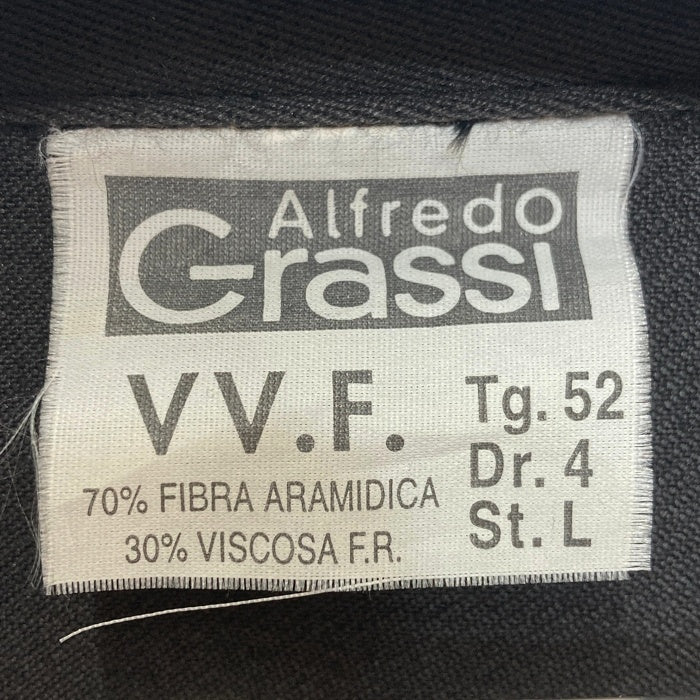 Alfredo
Grassi
VV.F.
70% FIBRA ARAMIDICA
30% VISCOSA F.R.
Tg. 52
Dr. 4
St. L